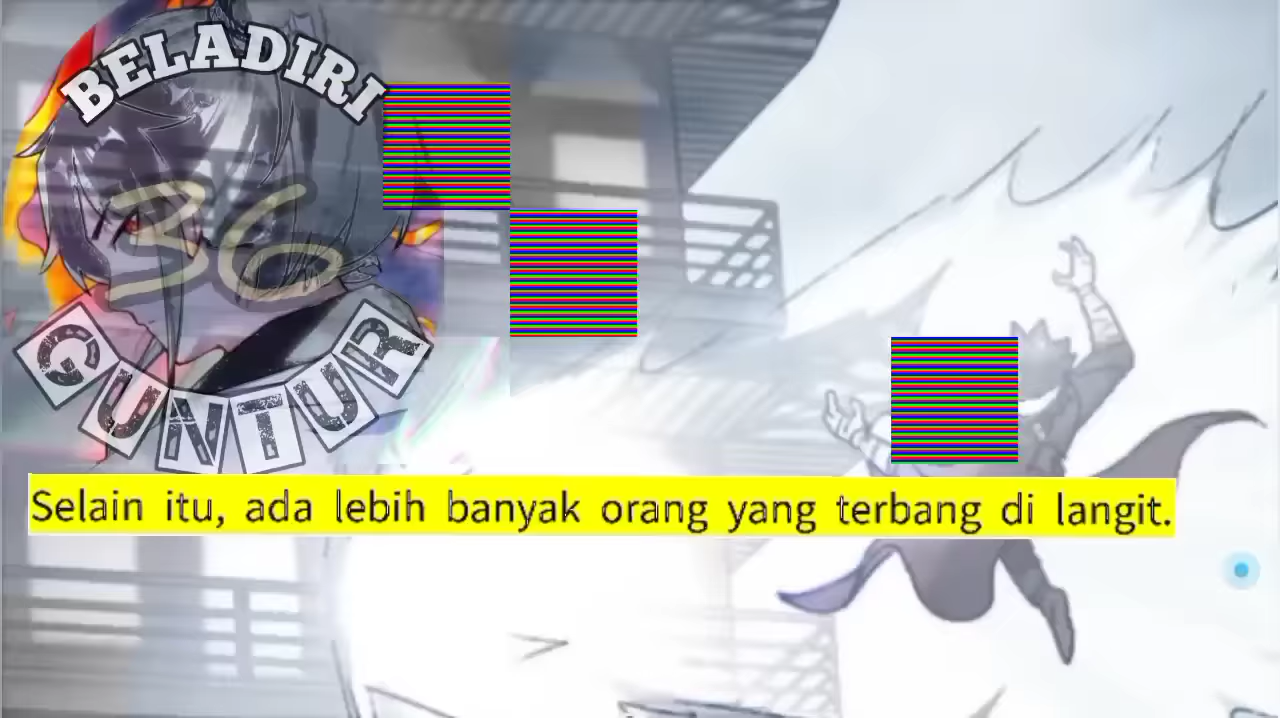 BELADIRI
36
GUNTUR
Selain itu, ada lebih banyak orang yang terbang di langit.